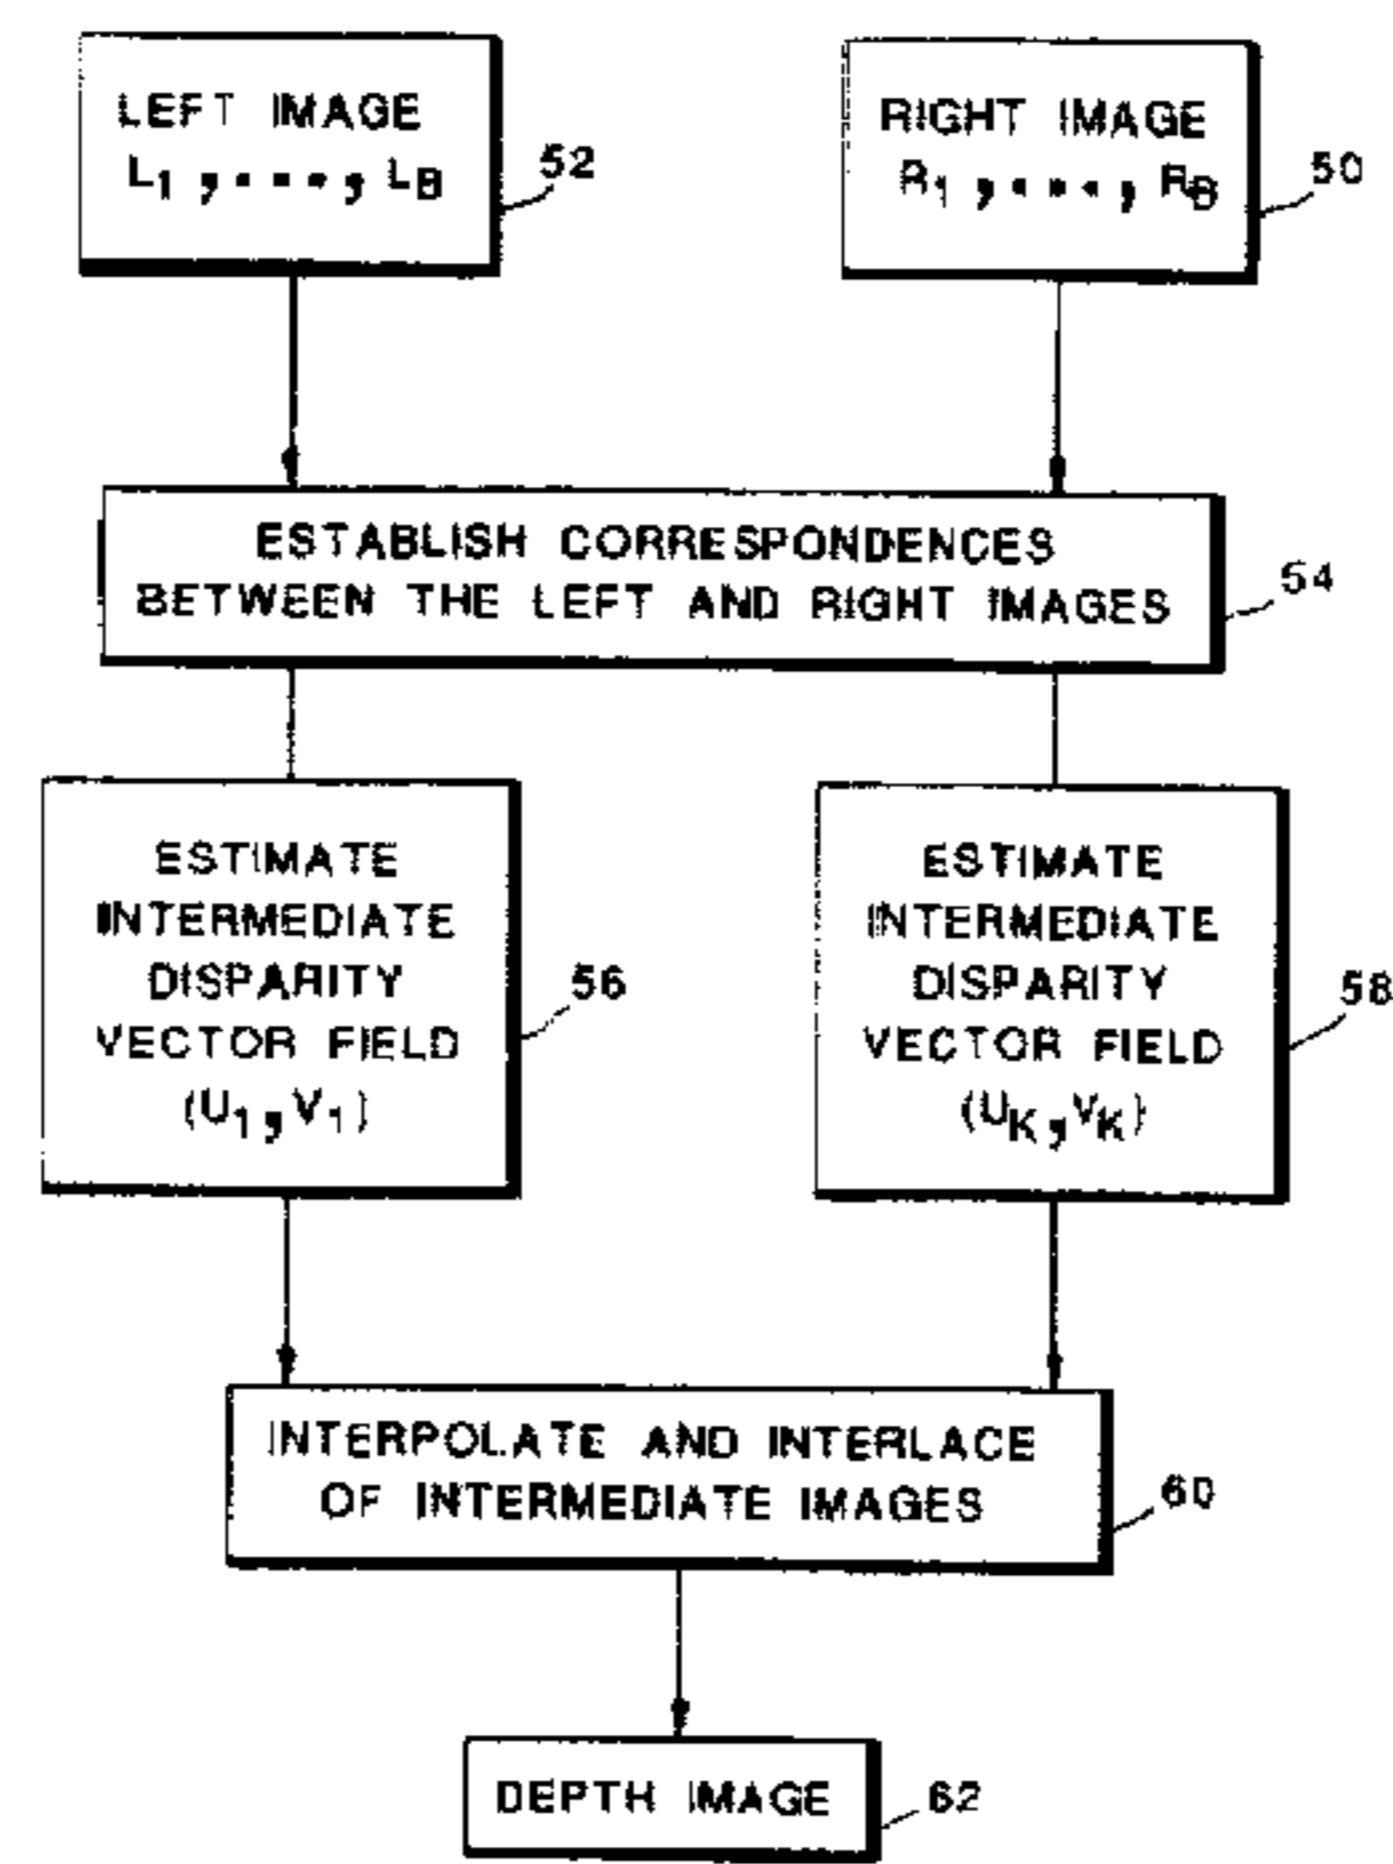 LEFT IMAGE
L1 ,..., LB
52
RIGHT IMAGE
R1 ,..., RB
50
ESTABLISH CORRESPONDENCES
BETWEEN THE LEFT AND RIGHT IMAGES
54
ESTIMATE
INTERMEDIATE
DISPARITY
VECTOR FIELD
(U1,V1)
56
ESTIMATE
INTERMEDIATE
DISPARITY
VECTOR FIELD
(UK,VK)
58
INTERPOLATE AND INTERLACE
OF INTERMEDIATE IMAGES
60
DEPTH IMAGE
62